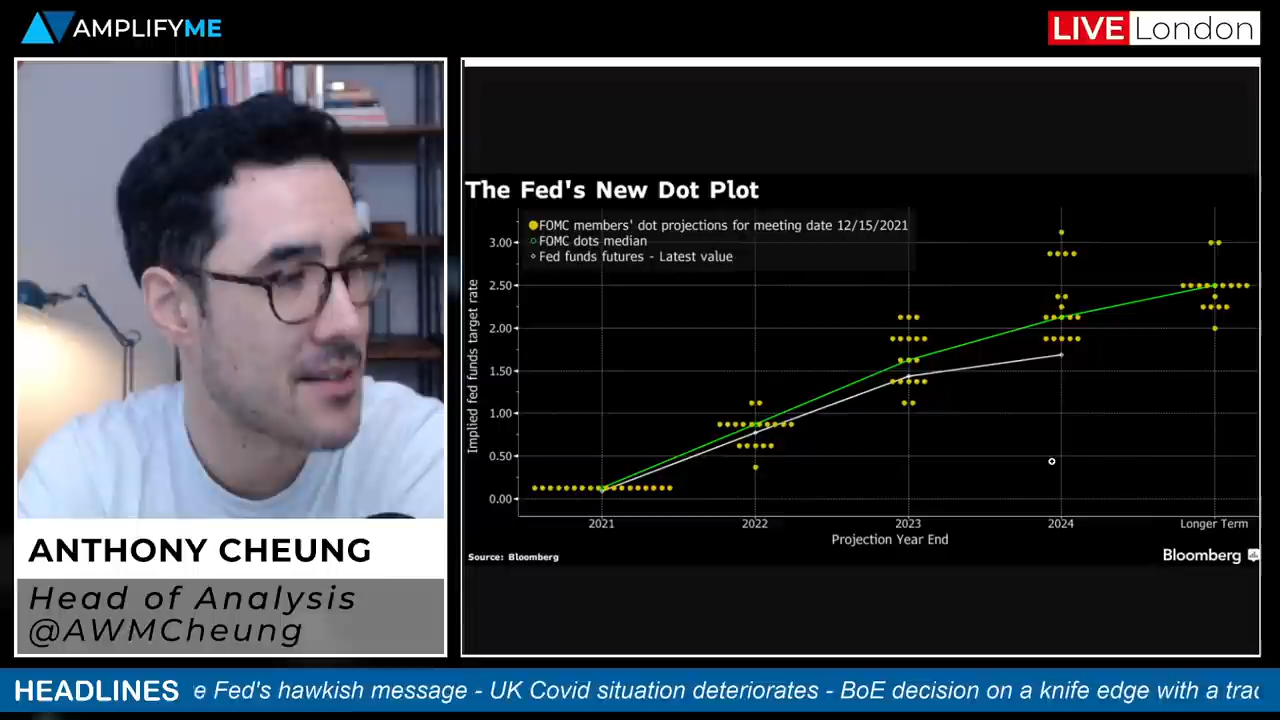 AMPLIFYME
LIVE London
The Fed's New Dot Plot
FOMC members' dot projections for meeting date 12/15/2021
FOMC dots median
Fed funds futures - Latest value
Implied fed funds target rate
3.00
2.50
2.00
1.50
1.00
0.50
0.00
2021 2022 2023 2024 Longer Term
Projection Year End
Source: Bloomberg
Bloomberg
ANTHONY CHEUNG
Head of Analysis
@AWMCheung
HEADLINES e Fed's hawkish message - UK Covid situation deteriorates - BoE decision on a knife edge with a